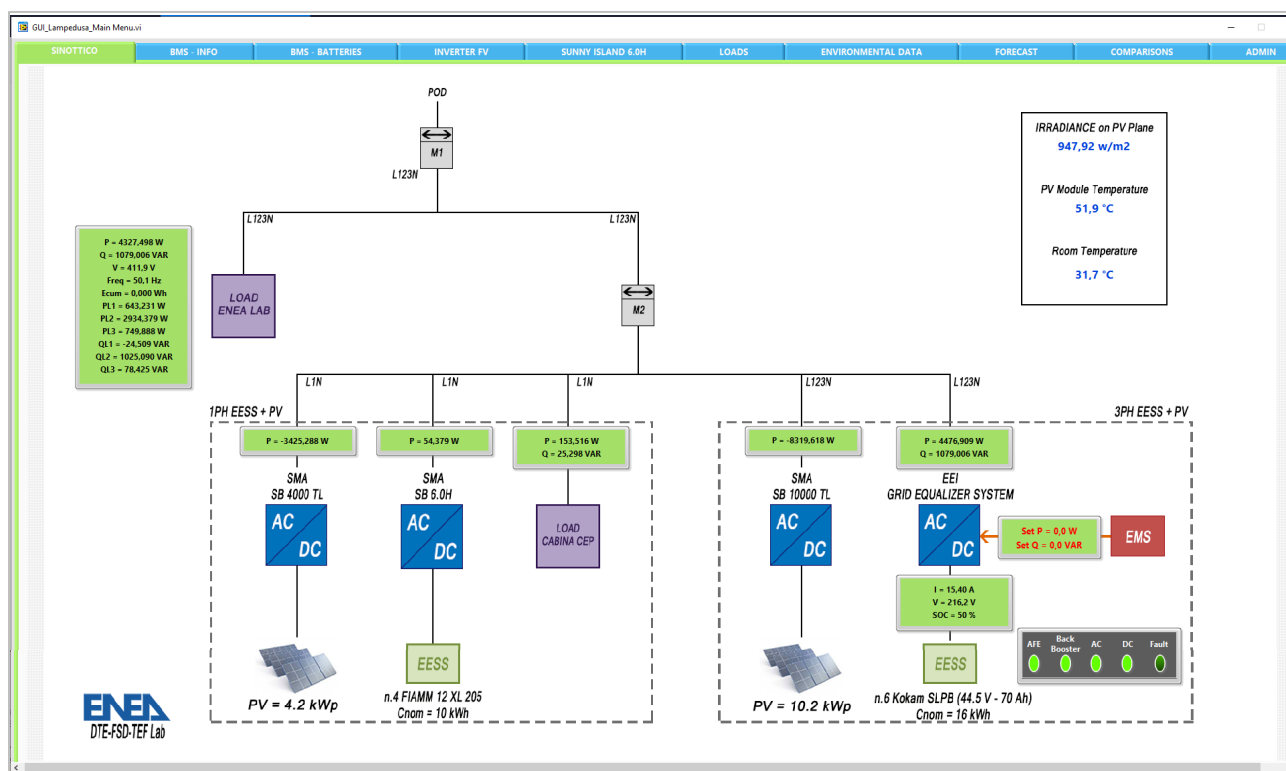 GUI_Lampedusa_Main Menu.vi
SINOTTICO
BMS - INFO
BMS - BATTERIES
INVERTER FV
SUNNY ISLAND 6.0H
LOADS
ENVIRONMENTAL DATA
FORECAST
COMPARISONS
ADMIN
POD
M1
L123N
L123N
L123N
IRRADIANCE on PV Plane
947,92 w/m2
PV Module Temperature
51,9 °C
Room Temperature
31,7 °C
P = 4327,498 W
Q = 1079,006 VAR
V = 411,9 V
Freq = 50,1 Hz
Ecum = 0,000 Wh
PL1 = 643,231 W
PL2 = 2934,379 W
PL3 = 749,888 W
QL1 = -24,509 VAR
QL2 = 1025,090 VAR
QL3 = 78,425 VAR
LOAD
ENEA LAB
M2
L1N
L1N
L1N
L123N
L123N
1PH EESS + PV
3PH EESS + PV
P = -3425,288 W
P = 54,379 W
P = 153,516 W
Q = 25,298 VAR
P = -8319,618 W
P = 4476,909 W
Q = 1079,006 VAR
SMA
SB 4000 TL
SMA
SB 6.0H
SMA
SB 10000 TL
EEI
GRID EQUALIZER SYSTEM
AC
DC
AC
DC
LOAD
CABINA CEP
AC
DC
AC
DC
Set P = 0,0 W
Set Q = 0,0 VAR
EMS
I = 15,40 A
V = 216,2 V
SOC = 50 %
AFE
Back
Booster
AC
DC
Fault
EESS
EESS
PV = 4.2 kWp
n.4 FIAMM 12 XL 205
Cnom = 10 kWh
PV = 10.2 kWp
n.6 Kokam SLPB (44.5 V - 70 Ah)
Cnom = 16 kWh
ENEA
DTE-FSD-TEF Lab